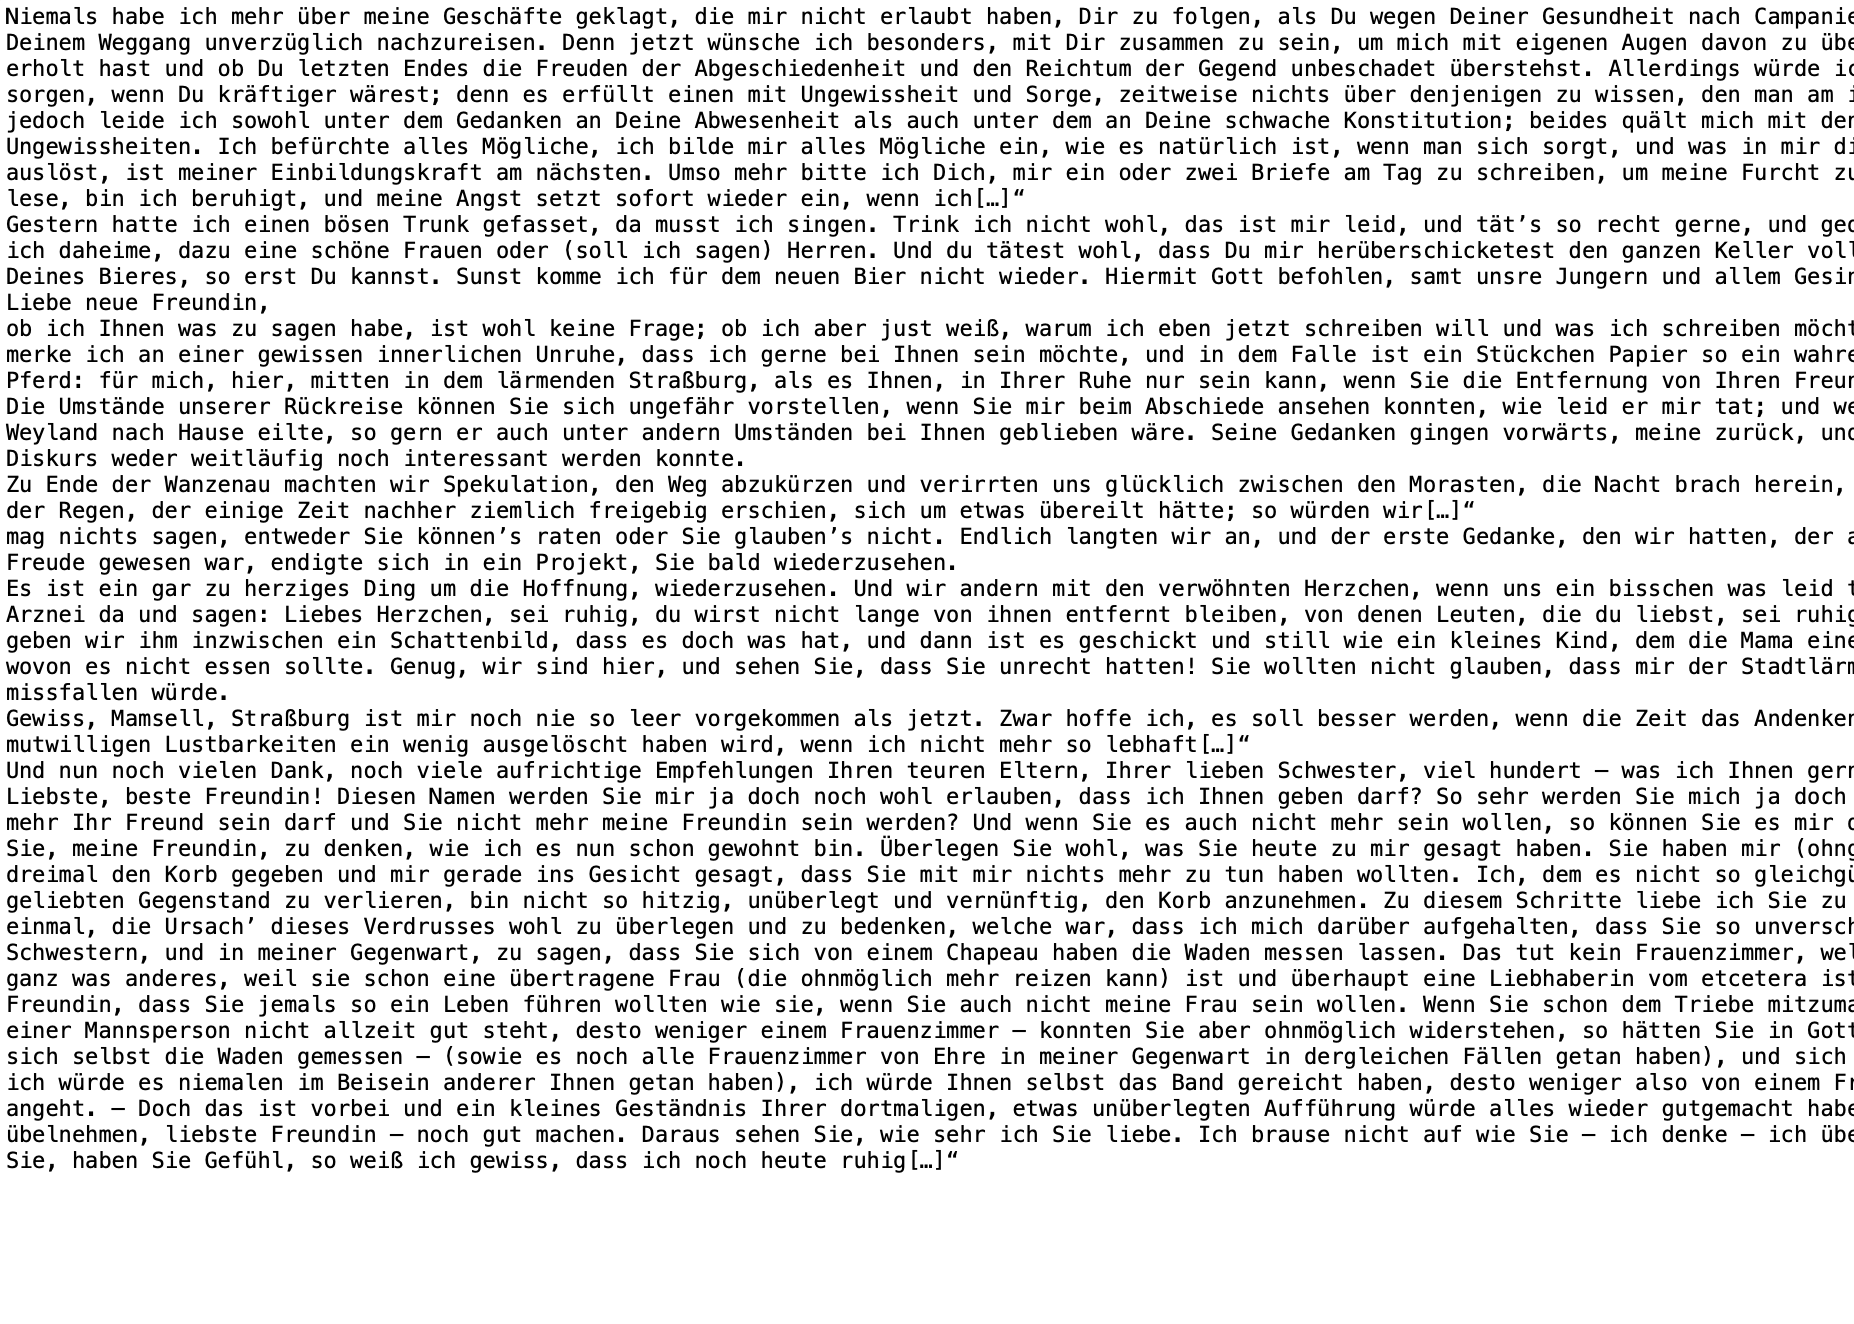 Niemals habe ich mehr über meine Geschäfte geklagt, die mir nicht erlaubt haben, Dir zu folgen, als Du wegen Deiner Gesundheit nach
Deinem Weggang unverzüglich nachzureisen. Denn jetzt wünsche ich besonders, mit Dir zusammen zu sein, um mich mit eigenen Augen davon zu
erholt hast und ob Du letzten Endes die Freuden der Abgeschiedenheit und den Reichtum der Gegend unbeschadet überstehst. Allerdings würde
sorgen, wenn Du kräftiger wärest; denn es erfüllt einen mit Ungewissheit und Sorge, zeitweise nichts über denjenigen zu wissen, den man am
jedoch leide ich sowohl unter dem Gedanken an Deine Abwesenheit als auch unter dem an Deine schwache Konstitution; beides quält mich mit
Ungewissheiten. Ich befürchte alles Mögliche, ich bilde mir alles Mögliche ein, wie es natürlich ist, wenn man sich sorgt, und was in mir
auslöst, ist meiner Einbildungskraft am nächsten. Umso mehr bitte ich Dich, mir ein oder zwei Briefe am Tag zu schreiben, um meine Furcht
lese, bin ich beruhigt, und meine Angst setzt sofort wieder ein, wenn ich[…]“
Gestern hatte ich einen bösen Trunk gefasset, da musst ich singen. Trink ich nicht wohl, das ist mir leid, und tät’s so recht gerne, und
ich daheime, dazu eine schöne Frauen oder (soll ich sagen) Herren. Und du tätest wohl, dass Du mir herüberschicketest den ganzen Keller
Deines Bieres, so erst Du kannst. Sunst komme ich für dem neuen Bier nicht wieder. Hiermit Gott befohlen, samt unsre Jungern und allem
Liebe neue Freundin,
ob ich Ihnen was zu sagen habe, ist wohl keine Frage; ob ich aber just weiß, warum ich eben jetzt schreiben will und was ich schreiben
merke ich an einer gewissen innerlichen Unruhe, dass ich gerne bei Ihnen sein möchte, und in dem Falle ist ein Stückchen Papier so ein
Pferd: für mich, hier, mitten in dem lärmenden Straßburg, als es Ihnen, in Ihrer Ruhe nur sein kann, wenn Sie die Entfernung von Ihren
Die Umstände unserer Rückreise können Sie sich ungefähr vorstellen, wenn Sie mir beim Abschiede ansehen konnten, wie leid er mir tat; und
Weyland nach Hause eilte, so gern er auch unter andern Umständen bei Ihnen geblieben wäre. Seine Gedanken gingen vorwärts, meine zurück,
Diskurs weder weitläufig noch interessant werden konnte.
Zu Ende der Wanzenau machten wir Spekulation, den Weg abzukürzen und verirrten uns glücklich zwischen den Morasten, die Nacht brach herein,
der Regen, der einige Zeit nachher ziemlich freigebig erschien, sich um etwas übereilt hätte; so würden wir[…]“
mag nichts sagen, entweder Sie können’s raten oder Sie glauben’s nicht. Endlich langten wir an, und der erste Gedanke, den wir hatten, der
Freude gewesen war, endigte sich in ein Projekt, Sie bald wiederzusehen.
Es ist ein gar zu herziges Ding um die Hoffnung, wiederzusehen. Und wir andern mit den verwöhnten Herzchen, wenn uns ein bisschen was leid
Arznei da und sagen: Liebes Herzchen, sei ruhig, du wirst nicht lange von ihnen entfernt bleiben, von denen Leuten, die du liebst, sei
geben wir ihm inzwischen ein Schattenbild, dass es doch was hat, und dann ist es geschickt und still wie ein kleines Kind, dem die Mama
wovon es nicht essen sollte. Genug, wir sind hier, und sehen Sie, dass Sie unrecht hatten! Sie wollten nicht glauben, dass mir der
missfallen würde.
Gewiss, Mamsell, Straßburg ist mir noch nie so leer vorgekommen als jetzt. Zwar hoffe ich, es soll besser werden, wenn die Zeit das
mutwilligen Lustbarkeiten ein wenig ausgelöscht haben wird, wenn ich nicht mehr so lebhaft[…]“
Und nun noch vielen Dank, noch viele aufrichtige Empfehlungen Ihren teuren Eltern, Ihrer lieben Schwester, viel hundert – was ich Ihnen
Liebste, beste Freundin! Diesen Namen werden Sie mir ja doch noch wohl erlauben, dass ich Ihnen geben darf? So sehr werden Sie mich ja doch
mehr Ihr Freund sein darf und Sie nicht mehr meine Freundin sein werden? Und wenn Sie es auch nicht mehr sein wollen, so können Sie es mir
Sie, meine Freundin, zu denken, wie ich es nun schon gewohnt bin. Überlegen Sie wohl, was Sie heute zu mir gesagt haben. Sie haben mir
dreimal den Korb gegeben und mir gerade ins Gesicht gesagt, dass Sie mit mir nichts mehr zu tun haben wollten. Ich, dem es nicht so
geliebten Gegenstand zu verlieren, bin nicht so hitzig, unüberlegt und vernünftig, den Korb anzunehmen. Zu diesem Schritte liebe ich Sie zu
einmal, die Ursach’ dieses Verdrusses wohl zu überlegen und zu bedenken, welche war, dass ich mich darüber aufgehalten, dass Sie so
Schwestern, und in meiner Gegenwart, zu sagen, dass Sie sich von einem Chapeau haben die Waden messen lassen. Das tut kein Frauenzimmer,
ganz was anderes, weil sie schon eine übertragene Frau (die ohnmöglich mehr reizen kann) ist und überhaupt eine Liebhaberin vom etcetera ist
Freundin, dass Sie jemals so ein Leben führen wollten wie sie, wenn Sie auch nicht meine Frau sein wollen. Wenn Sie schon dem Triebe
einer Mannsperson nicht allzeit gut steht, desto weniger einem Frauenzimmer – konnten Sie aber ohnmöglich widerstehen, so hätten Sie in
sich selbst die Waden gemessen – (sowie es noch alle Frauenzimmer von Ehre in meiner Gegenwart in dergleichen Fällen getan haben), und sich
ich würde es niemalen im Beisein anderer Ihnen getan haben), ich würde Ihnen selbst das Band gereicht haben, desto weniger also von einem
angeht. – Doch das ist vorbei und ein kleines Geständnis Ihrer dortmaligen, etwas unüberlegten Aufführung würde alles wieder gutgemacht
übelnehmen, liebste Freundin – noch gut machen. Daraus sehen Sie, wie sehr ich Sie liebe. Ich brause nicht auf wie Sie – ich denke – ich
Sie, haben Sie Gefühl, so weiß ich gewiss, dass ich noch heute ruhig[…]“